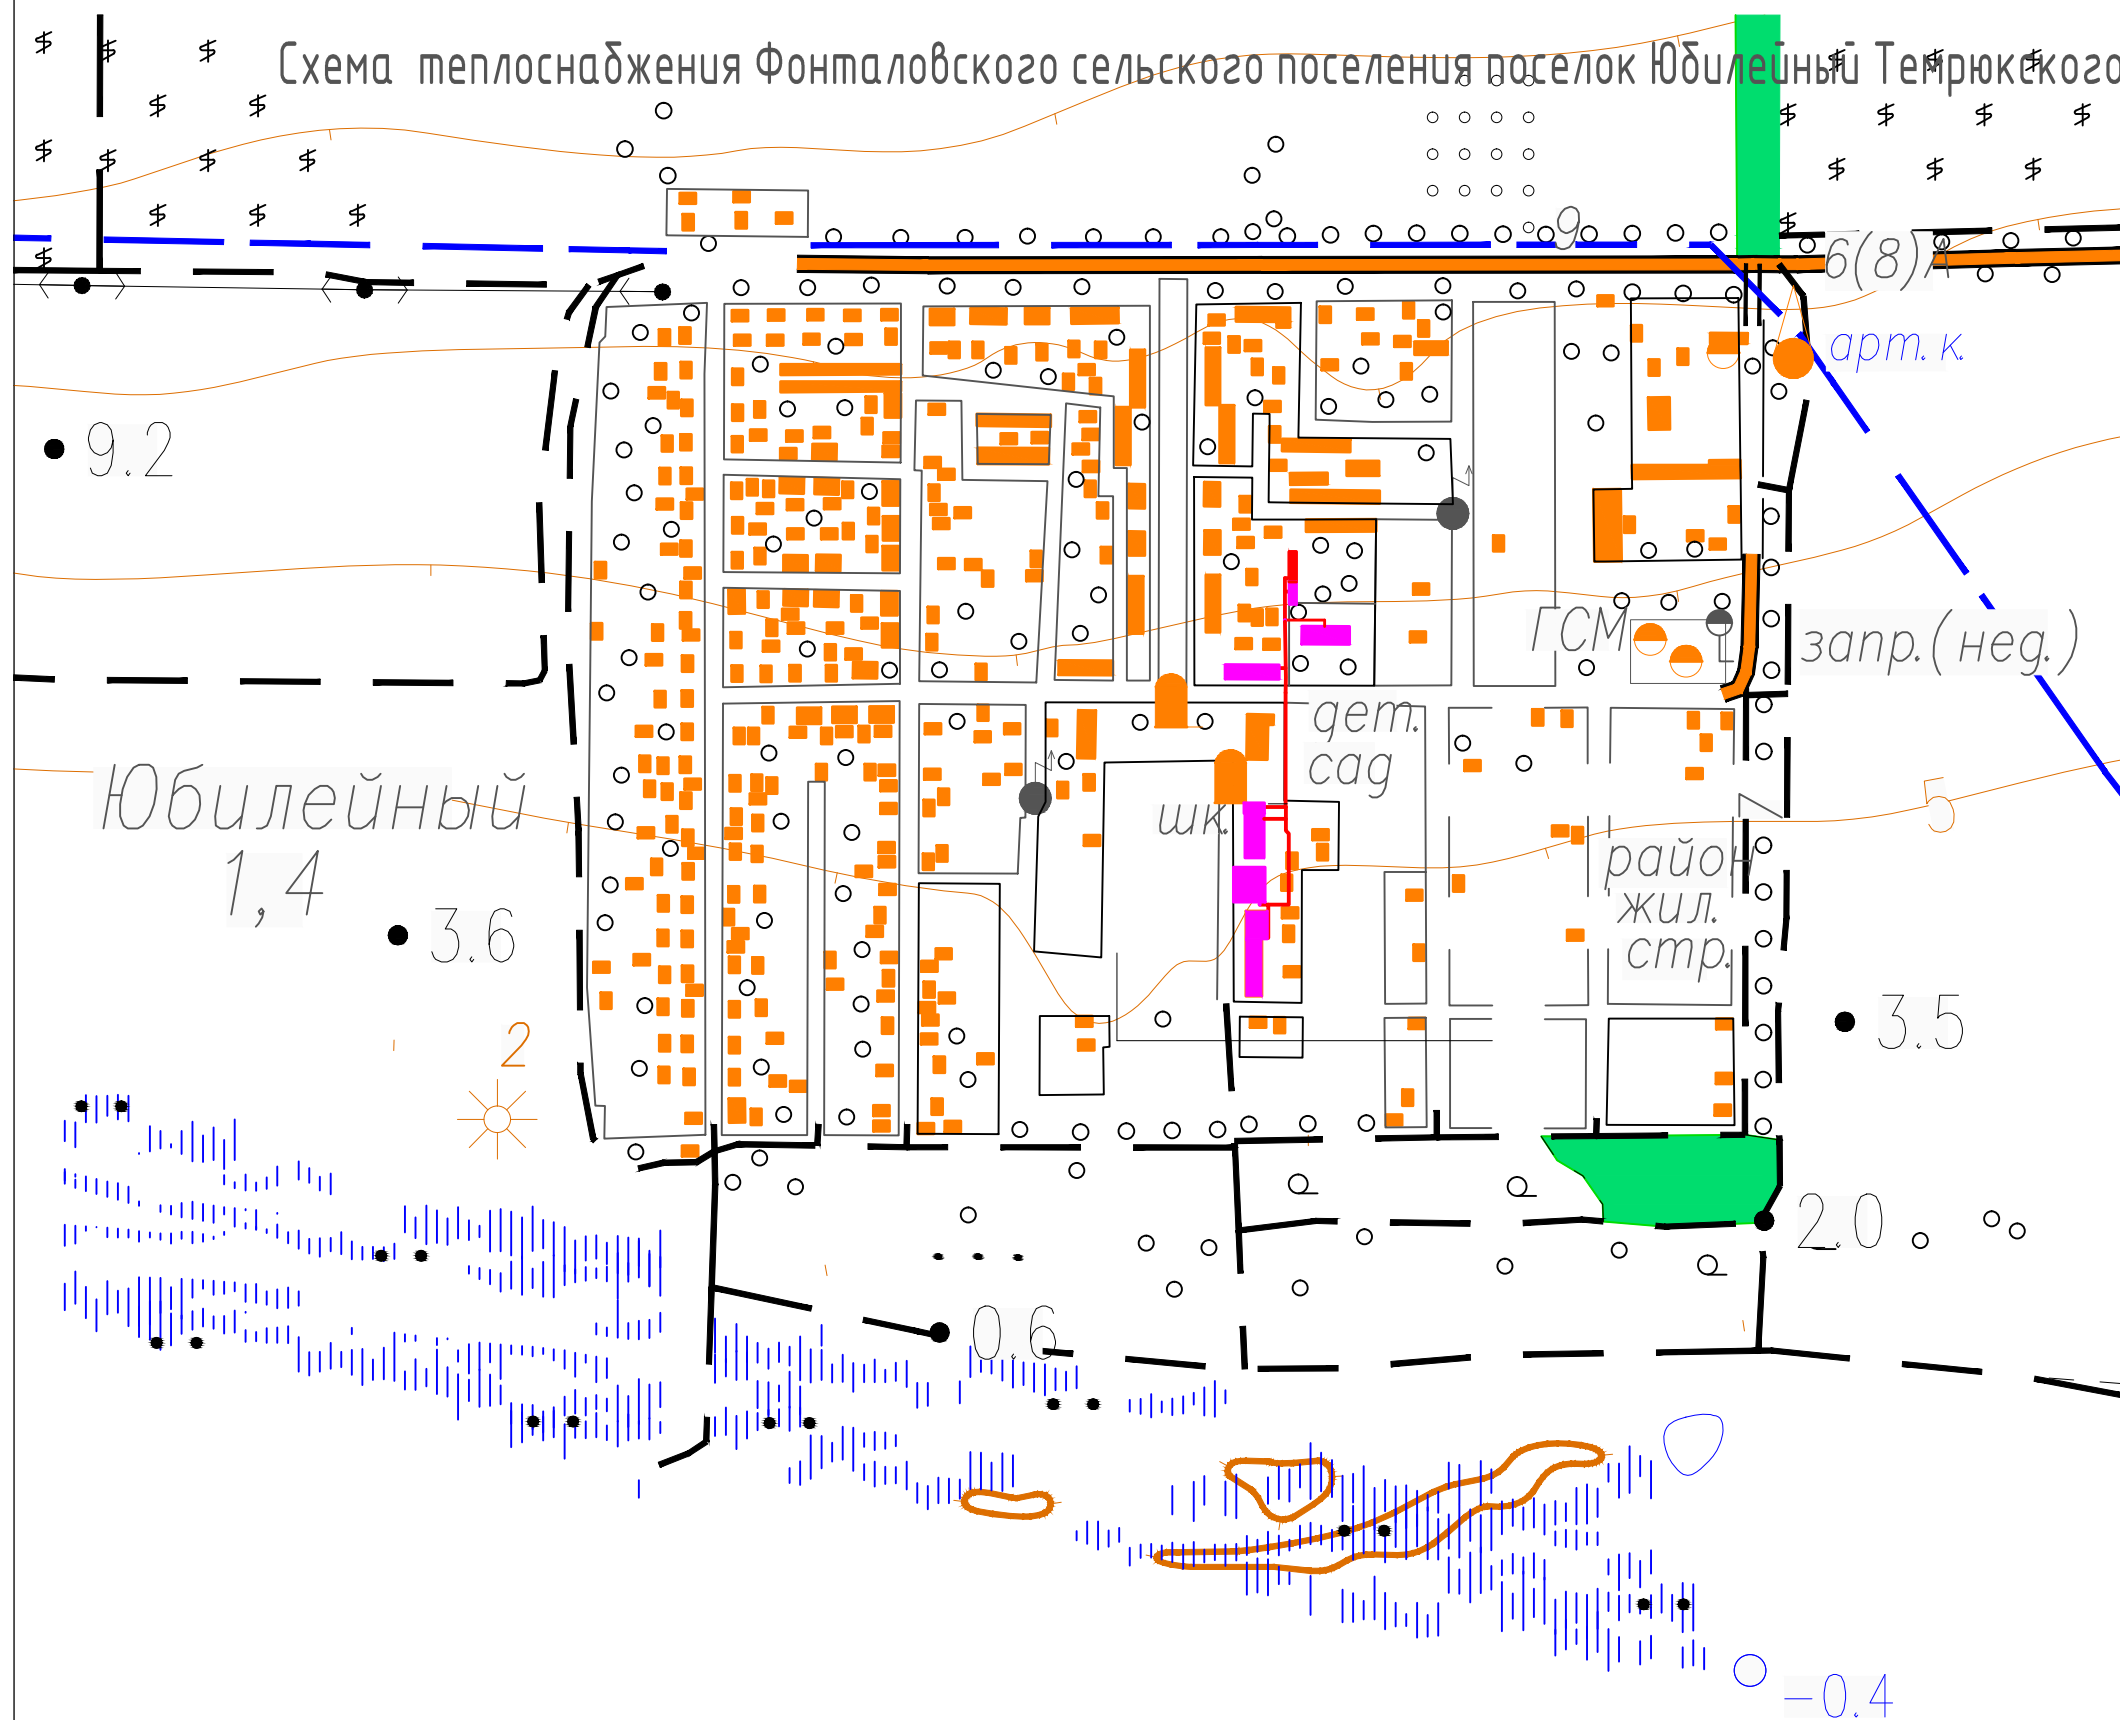 Схема теплоснабжения Фонталовского сельского поселения поселок Юбилейный Темрюкского
9
6(8)А
арт. к.
9.2
ГСМ
запр.(нед.)
дет.
сад
Юбилейный
1,4
шк.
5
район
жил.
стр.
3.6
3.5
2
2.0
0.6
-0.4